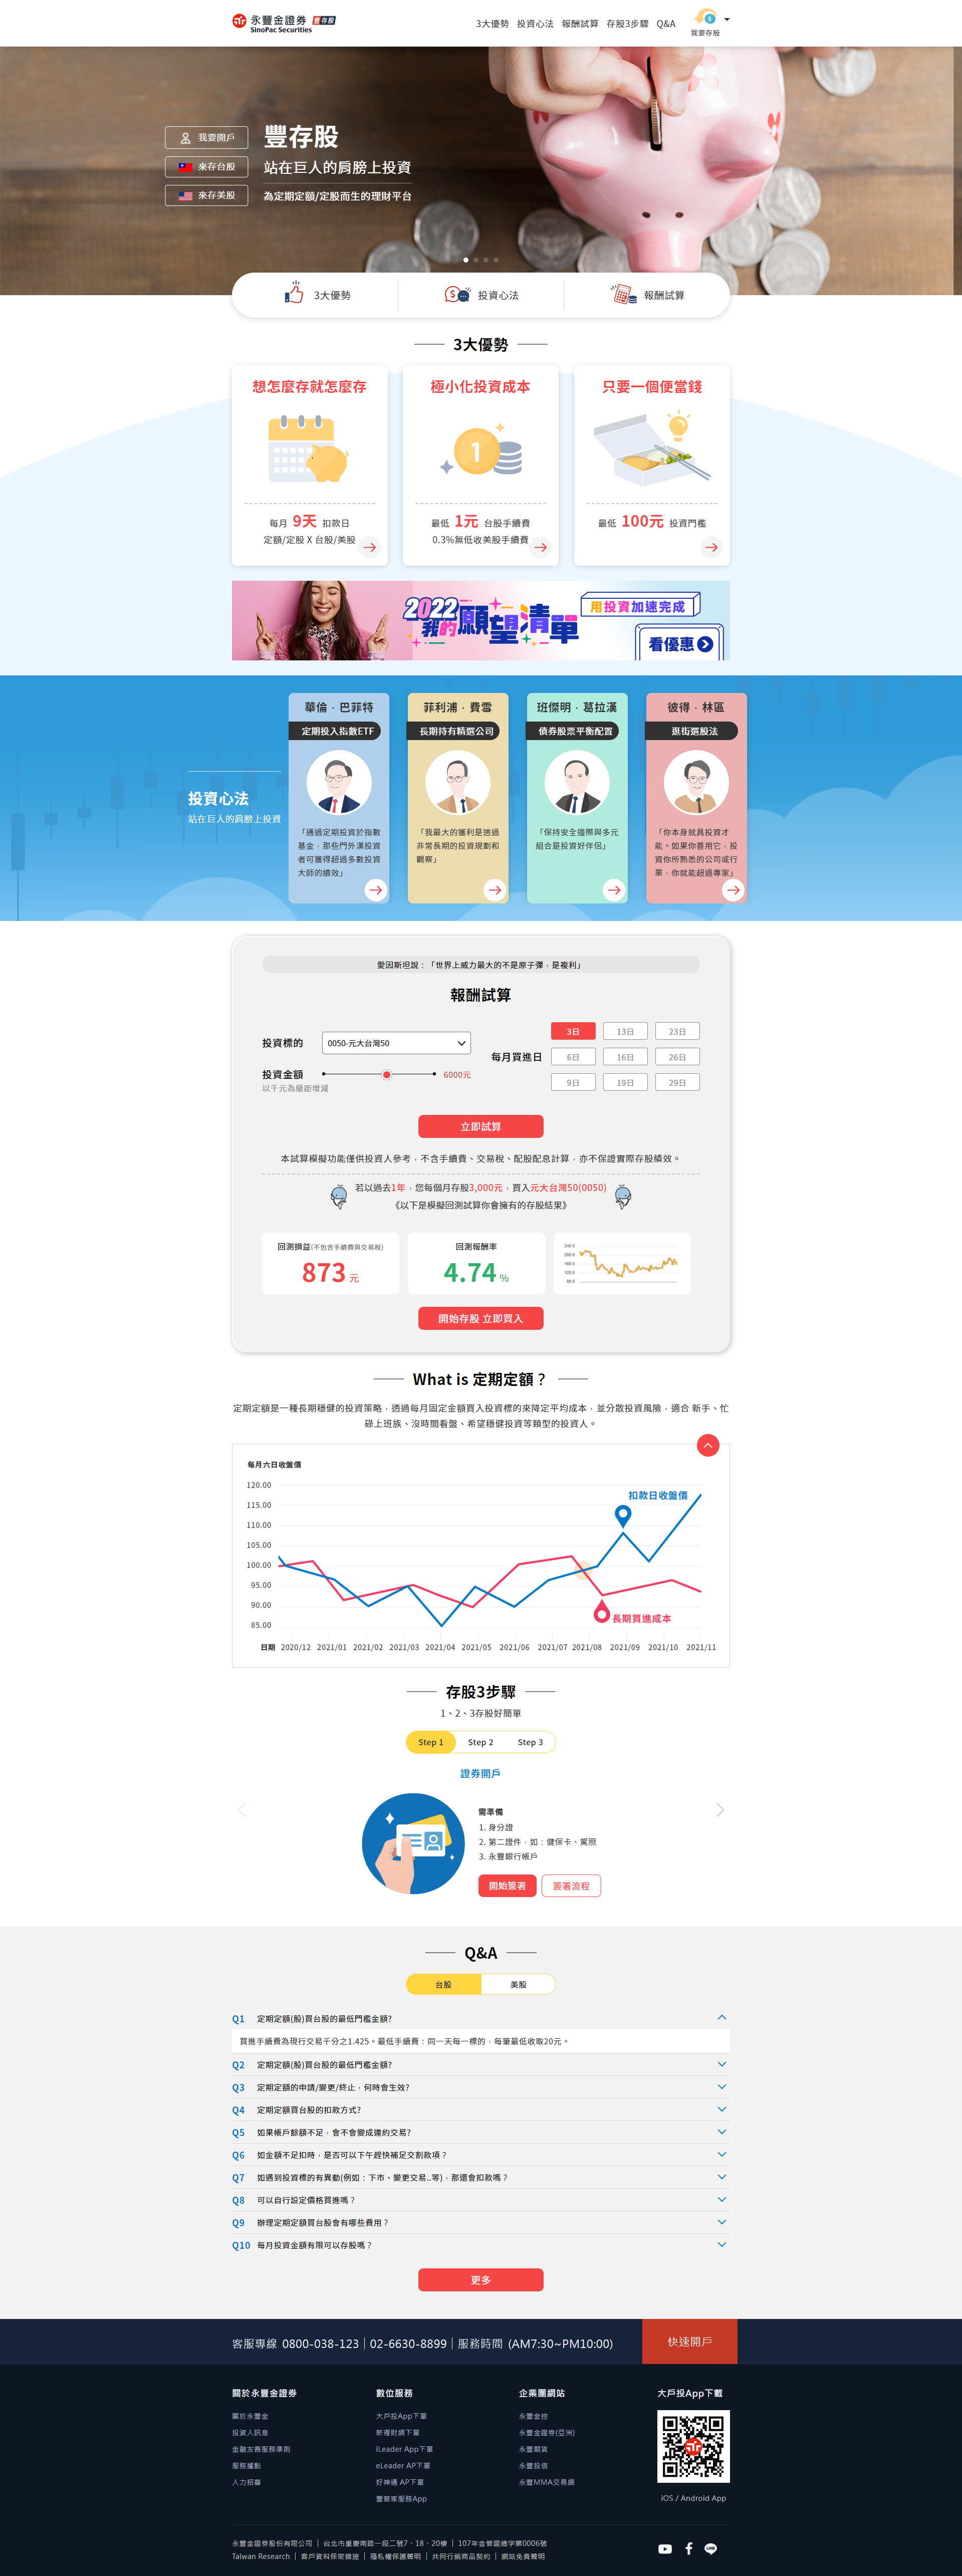 永豐金證券 豐存股
SinoPac Securities
3大優勢 投資心法 報酬試算 存股3步驟 Q&A
我要存股
我要開戶
來存台股
來存美股
豐存股
站在巨人的肩膀上投資
為定期定額/定股而生的理財平台
3大優勢
投資心法
報酬試算
3大優勢
想怎麼存就怎麼存
每月 9天 扣款日
定額/定股 X 台股/美股
極小化投資成本
最低 1元 台股手續費
0.3%無低收美股手續費
只要一個便當錢
最低 100元 投資門檻
2022 我的願望清單
用投資加速完成
看優惠
投資心法
站在巨人的肩膀上投資
華倫．巴菲特
定期投入指數ETF
「通過定期投資於指數
基金，那些門外漢投資
者可獲得超過多數投資
大師的績效」
菲利浦．費雪
長期持有精選公司
「我最大的獲利是透過
非常長期的投資規劃和
觀察」
班傑明．葛拉漢
債券股票平衡配置
「保持安全邊際與多元
組合是投資好伴侶」
彼得．林區
逛街選股法
「你本身就具投資才
能。如果你善用它，投
資你所熟悉的公司或行
業，你就能超過專家」
愛因斯坦說：「世界上威力最大的不是原子彈，是複利」
報酬試算
投資標的
0050-元大台灣50
投資金額
以千元為級距增減
6000元
每月買進日
3日 13日 23日
6日 16日 26日
9日 19日 29日
立即試算
本試算模擬功能僅供投資人參考，不含手續費、交易稅、配股配息計算，亦不保證實際存股績效。
若以過去1年，您每個月存股3,000元，買入元大台灣50(0050)
《以下是模擬回測試算你會擁有的存股結果》
回測損益(不包含手續費與交易稅)
873 元
回測報酬率
4.74 %
240.0
200.0
160.0
120.0
80.0
開始存股 立即買入
What is 定期定額？
定期定額是一種長期穩健的投資策略，透過每月固定金額買入投資標的來降定平均成本，並分散投資風險，適合 新手、忙
碌上班族、沒時間看盤、希望穩健投資等類型的投資人。
每月六日收盤價
120.00
115.00
110.00
105.00
100.00
95.00
90.00
85.00
扣款日收盤價
長期買進成本
日期 2020/12 2021/01 2021/02 2021/03 2021/04 2021/05 2021/06 2021/07 2021/08 2021/09 2021/10 2021/11
存股3步驟
1、2、3存股好簡單
Step 1 Step 2 Step 3
證券開戶
需準備
1. 身分證
2. 第二證件，如：健保卡、駕照
3. 永豐銀行帳戶
開始簽署
簽署流程
Q&A
台股 美股
Q1 定期定額(股)買台股的最低門檻金額?
買進手續費為現行交易千分之1.425。最低手續費：同一天每一標的，每筆最低收取20元。
Q2 定期定額(股)買台股的最低門檻金額?
Q3 定期定額的申請/變更/終止，何時會生效?
Q4 定期定額買台股的扣款方式?
Q5 如果帳戶餘額不足，會不會變成違約交易?
Q6 如金額不足扣時，是否可以下午趕快補足交割款項？
Q7 如遇到投資標的有異動(例如：下市、變更交易..等)，那還會扣款嗎？
Q8 可以自行設定價格買進嗎？
Q9 辦理定期定額買台股會有哪些費用？
Q10 每月投資金額有限可以存股嗎？
更多
客服專線 0800-038-123｜02-6630-8899｜服務時間 (AM7:30~PM10:00)
快速開戶
關於永豐金證券
關於永豐金
投資人訊息
金融友善服務準則
服務據點
人力招募
數位服務
大戶投App下單
新理財網下單
iLeader App下單
eLeader AP下單
好神通 AP下單
豐管家服務App
企業團網站
永豐金控
永豐金證券(亞洲)
永豐期貨
永豐投信
永豐MMA交易網
大戶投App下載
iOS / Android App
永豐金證券股份有限公司｜台北市重慶南路一段二號7、18、20樓｜107年金管證總字第0006號
Taiwan Research｜客戶資料保密措施｜隱私權保護聲明｜共同行銷商品契約｜網站免責聲明